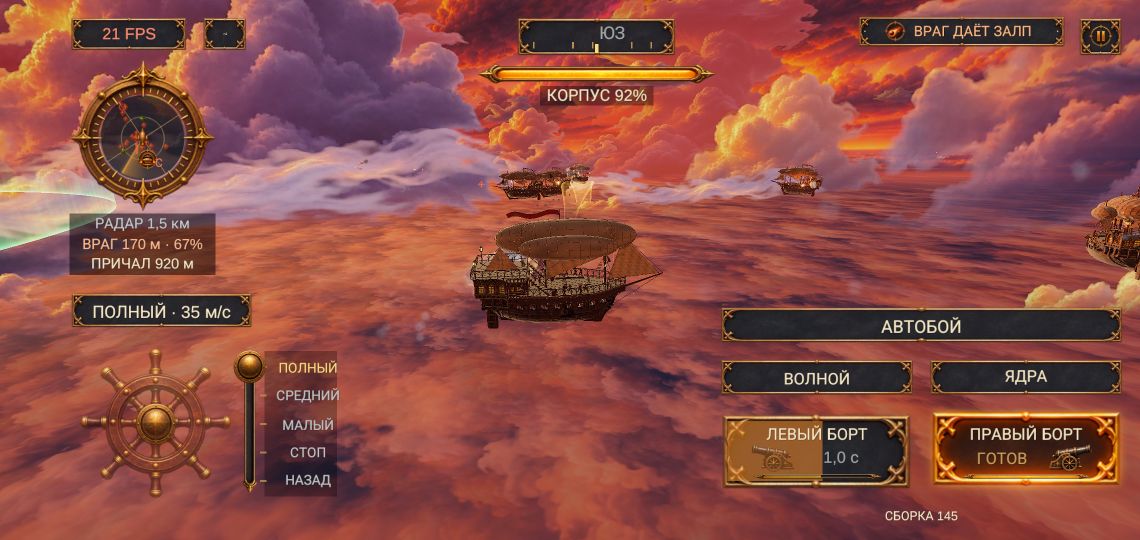 21 FPS
ЮЗ
ВРАГ ДАЁТ ЗАЛП
КОРПУС 92%
С
РАДАР 1,5 км
ВРАГ 170 м · 67%
ПРИЧАЛ 920 м
ПОЛНЫЙ · 35 м/с
ПОЛНЫЙ
СРЕДНИЙ
МАЛЫЙ
СТОП
НАЗАД
АВТОБОЙ
ВОЛНОЙ
ЯДРА
ЛЕВЫЙ БОРТ
1,0 с
ПРАВЫЙ БОРТ
ГОТОВ
СБОРКА 145